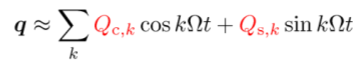 q ≈ ∑_k Q_{c,k} cos kΩt + Q_{s,k} sin kΩt